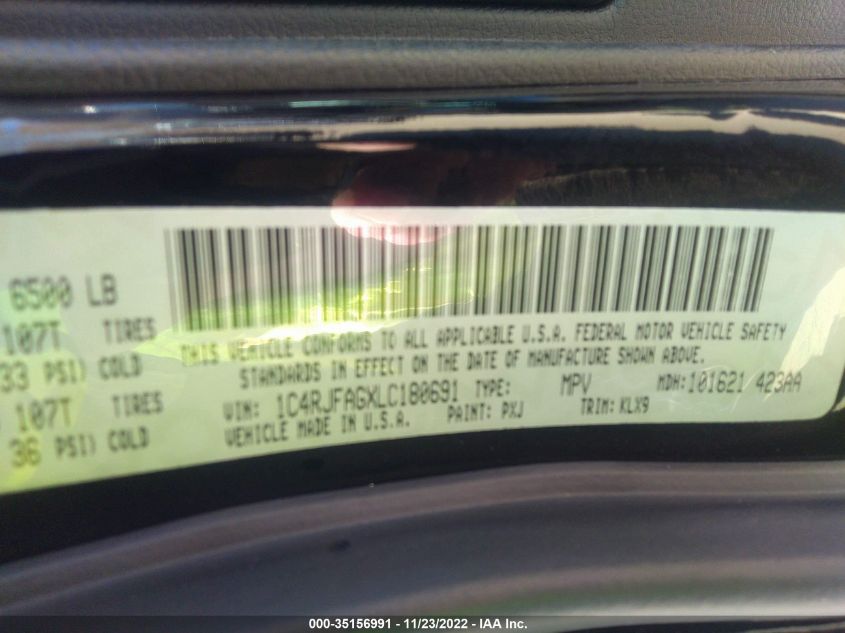 6500 LB
107T TIRES
33 PSI) COLD
107T TIRES
36 PSI) COLD
THIS VEHICLE CONFORMS TO ALL APPLICABLE U.S.A. FEDERAL MOTOR VEHICLE SAFETY
STANDARDS IN EFFECT ON THE DATE OF MANUFACTURE SHOWN ABOVE.
VIN: 1C4RJFAGXLC180691 TYPE: MPV MDH:101621 423AA
VEHICLE MADE IN U.S.A. PAINT: PXJ TRIM: KLX9
000-35156991 - 11/23/2022 - IAA Inc.